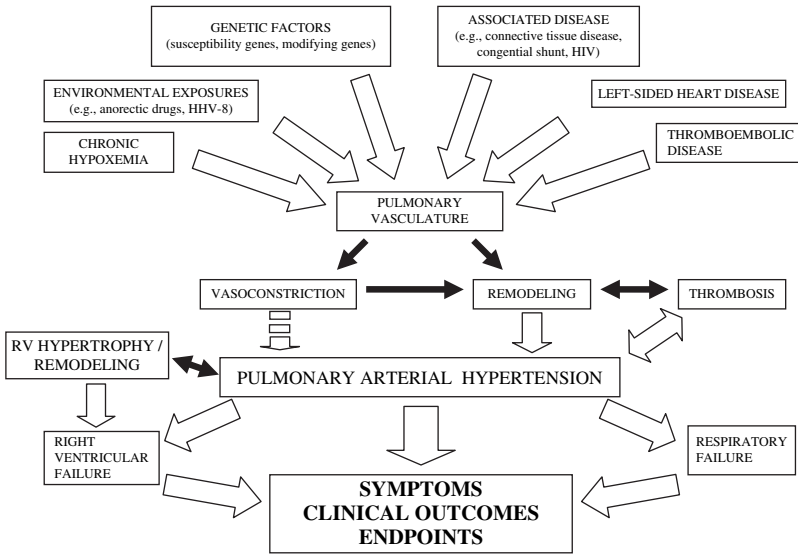 GENETIC FACTORS
(susceptibility genes, modifying genes)
ASSOCIATED DISEASE
(e.g., connective tissue disease,
congential shunt, HIV)
ENVIRONMENTAL EXPOSURES
(e.g., anorectic drugs, HHV-8)
LEFT-SIDED HEART DISEASE
CHRONIC
HYPOXEMIA
THROMBOEMBOLIC
DISEASE
PULMONARY
VASCULATURE
VASOCONSTRICTION
REMODELING
THROMBOSIS
RV HYPERTROPHY /
REMODELING
PULMONARY ARTERIAL HYPERTENSION
RIGHT
VENTRICULAR
FAILURE
RESPIRATORY
FAILURE
SYMPTOMS
CLINICAL OUTCOMES
ENDPOINTS